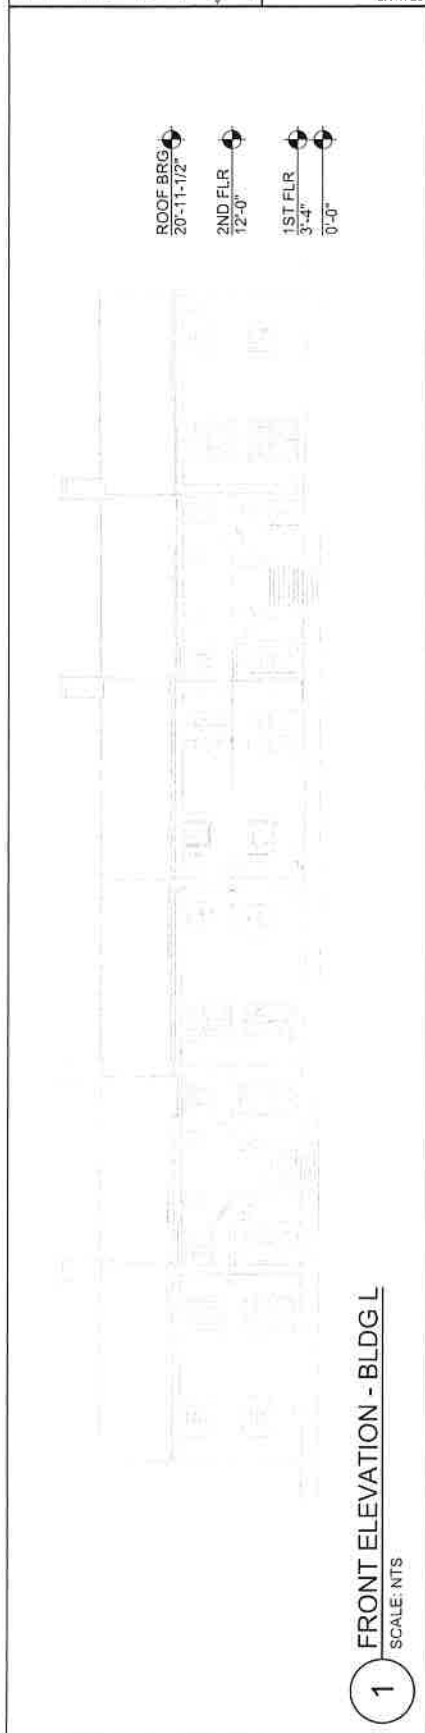 ROOF BRG
20'-11-1/2"
2ND FLR
12'-0"
1ST FLR
3'-4"
0'-0"
1
FRONT ELEVATION - BLDG L
SCALE: NTS